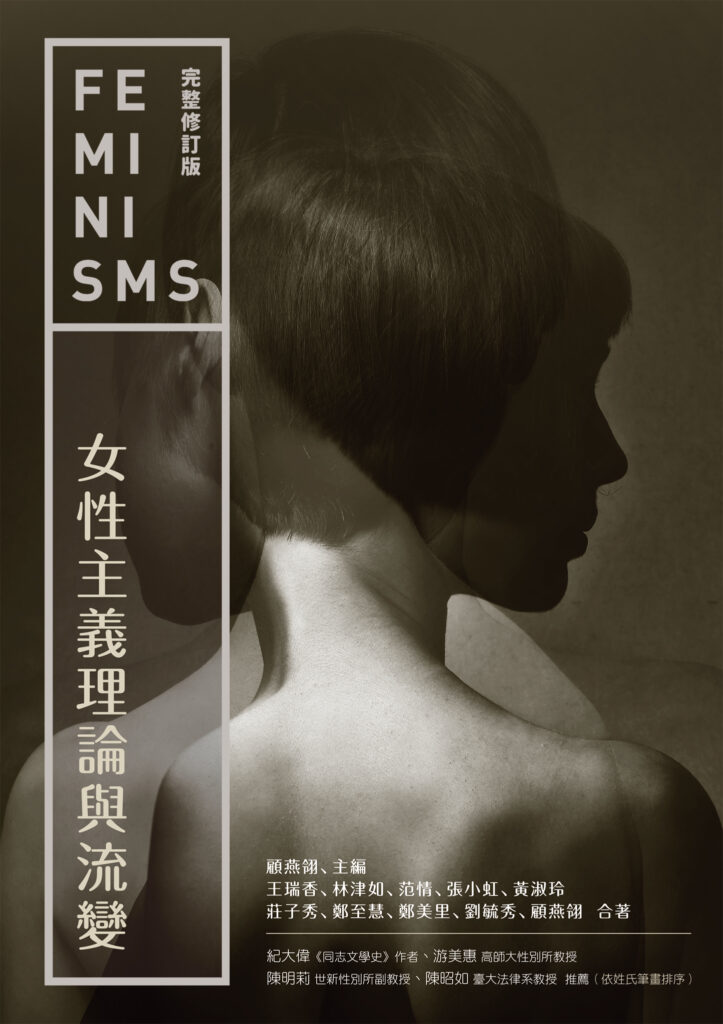 FE
MI
NI
SMS
完整修訂版
女性主義理論與流變
顧燕翎、主編
王瑞香、林津如、范情、張小虹、黃淑玲
莊子秀、鄭至慧、鄭美里、劉毓秀、顧燕翎 合著
紀大偉《同志文學史》作者、游美惠 高師大性別所教授
陳明莉 世新性別所副教授、陳昭如 臺大法律系教授 推薦（依姓氏筆畫排序）